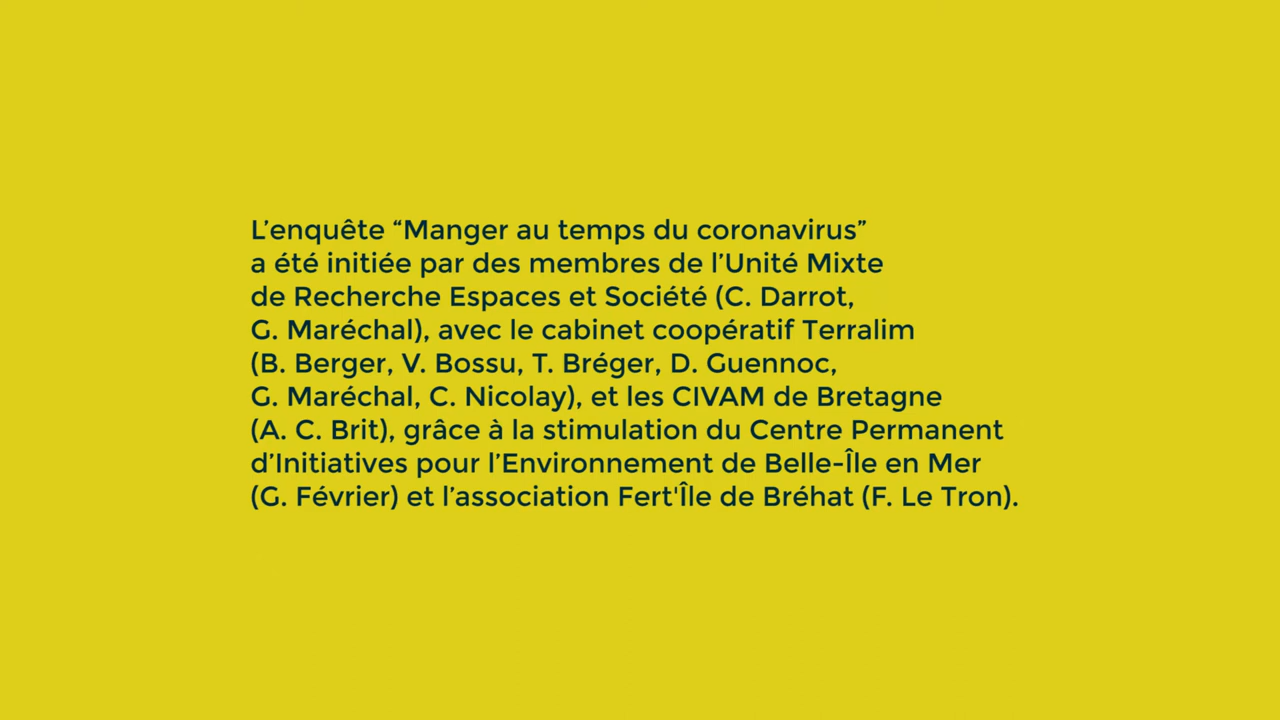 L’enquête “Manger au temps du coronavirus”
a été initiée par des membres de l’Unité Mixte
de Recherche Espaces et Société (C. Darrot,
G. Maréchal), avec le cabinet coopératif Terralim
(B. Berger, V. Bossu, T. Bréger, D. Guennoc,
G. Maréchal, C. Nicolay), et les CIVAM de Bretagne
(A. C. Brit), grâce à la stimulation du Centre Permanent
d’Initiatives pour l’Environnement de Belle-Île en Mer
(G. Février) et l’association Fert'Île de Bréhat (F. Le Tron).